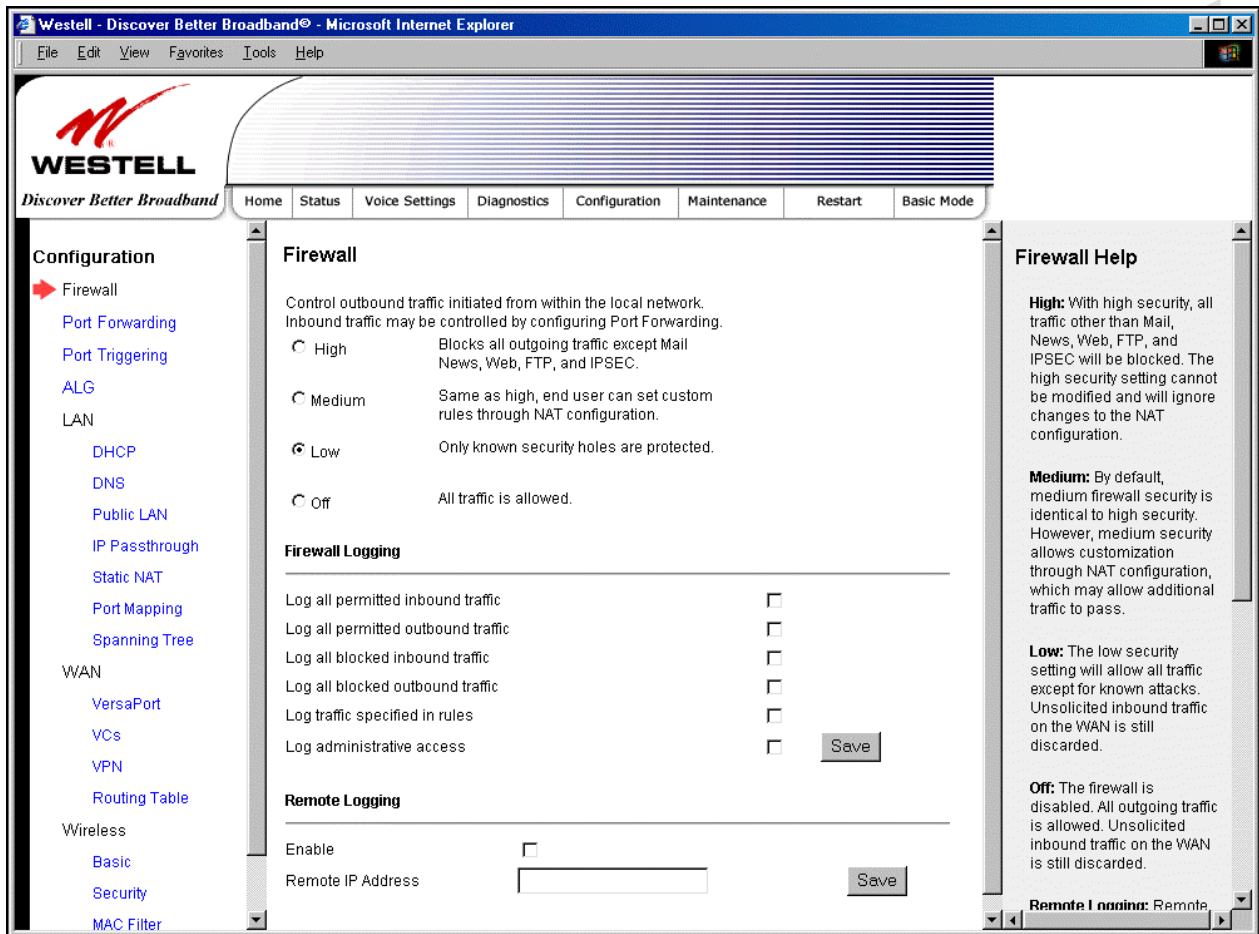 Westell - Discover Better Broadband© - Microsoft Internet Explorer
File Edit View Favorites Tools Help
WESTELL
Discover Better Broadband
Home Status Voice Settings Diagnostics Configuration Maintenance Restart Basic Mode
Configuration
Firewall
Port Forwarding
Port Triggering
ALG
LAN
DHCP
DNS
Public LAN
IP Passthrough
Static NAT
Port Mapping
Spanning Tree
WAN
VersaPort
VCs
VPN
Routing Table
Wireless
Basic
Security
MAC Filter
Firewall
Control outbound traffic initiated from within the local network.
Inbound traffic may be controlled by configuring Port Forwarding.
High Blocks all outgoing traffic except Mail
News, Web, FTP, and IPSEC.
Medium Same as high, end user can set custom
rules through NAT configuration.
Low Only known security holes are protected.
Off All traffic is allowed.
Firewall Logging
Log all permitted inbound traffic
Log all permitted outbound traffic
Log all blocked inbound traffic
Log all blocked outbound traffic
Log traffic specified in rules
Log administrative access Save
Remote Logging
Enable
Remote IP Address Save
Firewall Help
High: With high security, all
traffic other than Mail,
News, Web, FTP, and
IPSEC will be blocked. The
high security setting cannot
be modified and will ignore
changes to the NAT
configuration.
Medium: By default,
medium firewall security is
identical to high security.
However, medium security
allows customization
through NAT configuration,
which may allow additional
traffic to pass.
Low: The low security
setting will allow all traffic
except for known attacks.
Unsolicited inbound traffic
on the WAN is still
discarded.
Off: The firewall is
disabled. All outgoing traffic
is allowed. Unsolicited
inbound traffic on the WAN
is still discarded.
Remote Logging: Remote